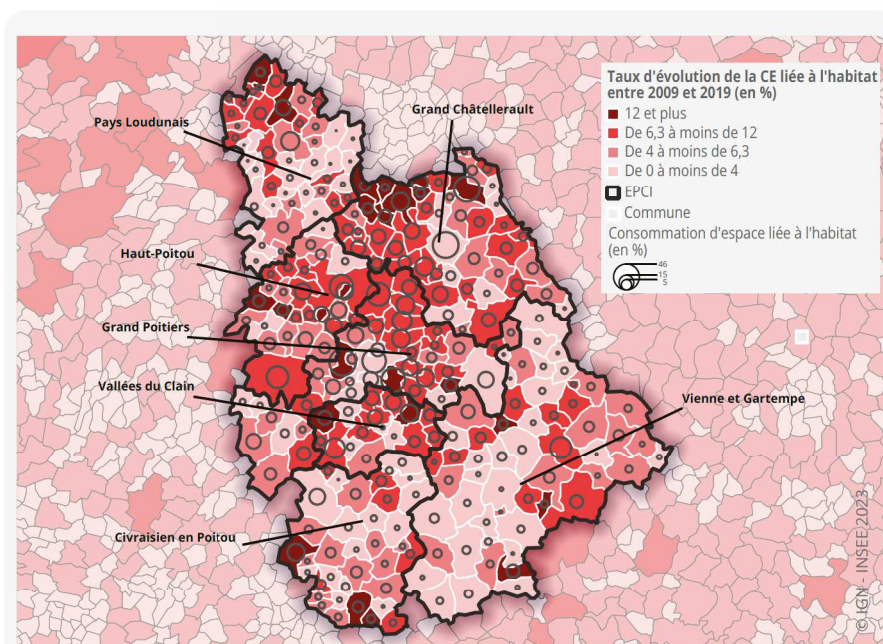 Taux d'évolution de la CE liée à l'habitat
entre 2009 et 2019 (en %)
12 et plus
De 6,3 à moins de 12
De 4 à moins de 6,3
De 0 à moins de 4
EPCI
Commune
Consommation d'espace liée à l'habitat
(en %)
46
15
5
Grand Châtellerault
Pays Loudunais
Haut-Poitou
Grand Poitiers
Vallées du Clain
Vienne et Gartempe
Civraisien en Poitou
© IGN - INSEE 2023